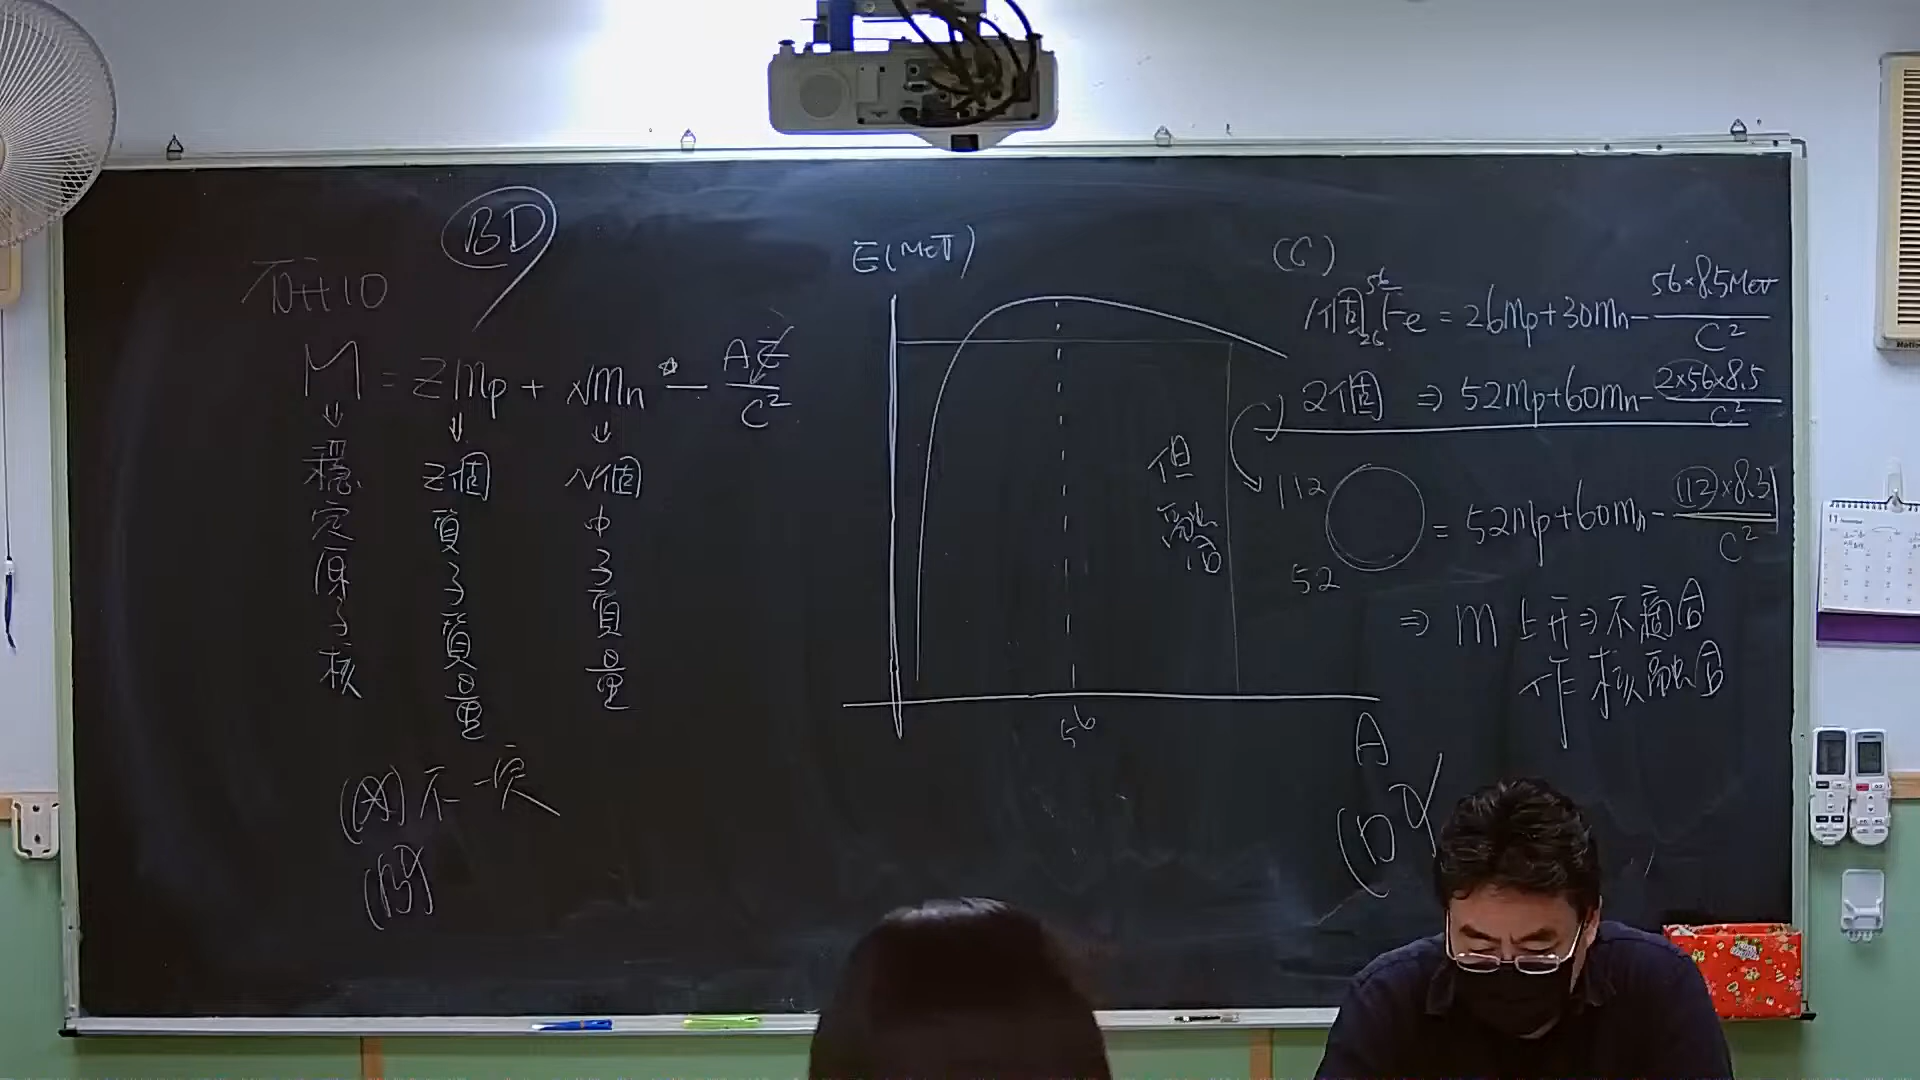 BD
M = Zmp + Nmn - AE/C²
⇓ ⇓ ⇓
穩定原子核
Z個質子質量
N個中子質量
(A) 不一定
(B)
E(MeV)
56
A
但
融合
(C)
1個 ⁵⁶₂₆Fe = 26mp+30mn - 56×8.5MeV/C²
2個 ⇒ 52mp+60mn - 2×56×8.5/C²
112
52
= 52mp+60mn - 112×8.3/C²
⇒ m 上升 ⇒ 不適合
作核融合
(D)